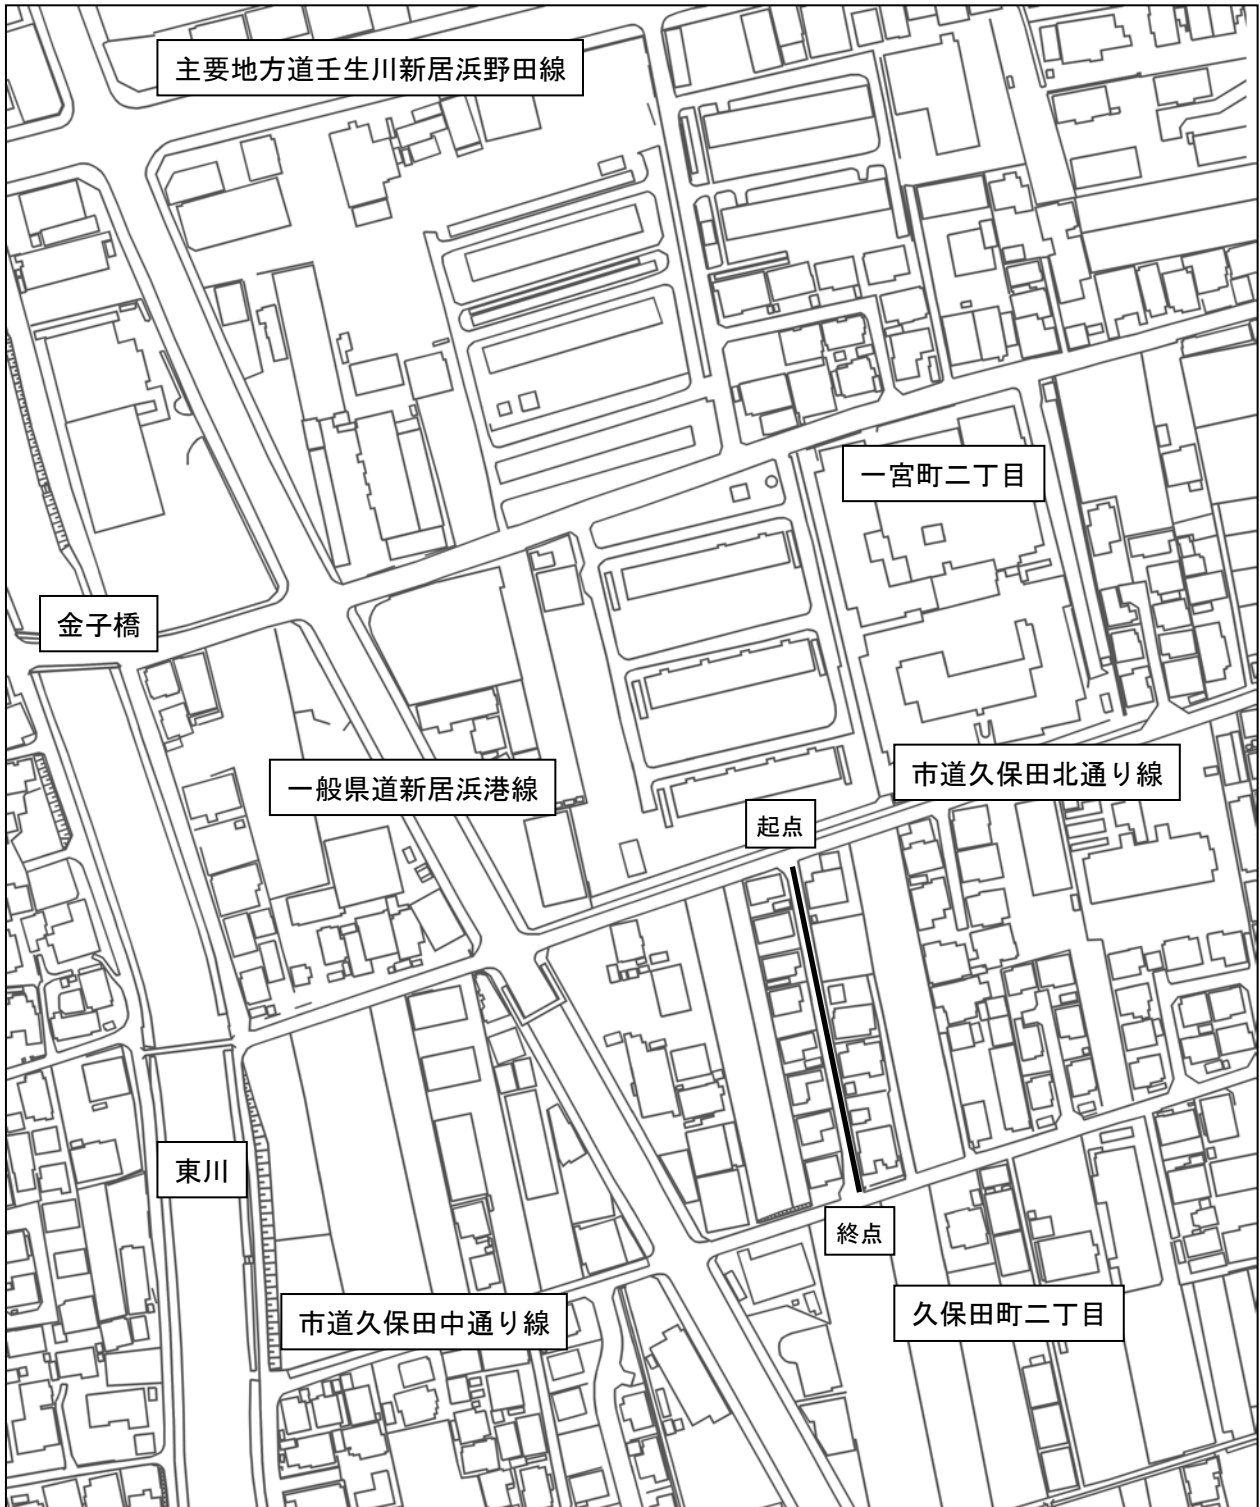 主要地方道壬生川新居浜野田線
一宮町二丁目
金子橋
市道久保田北通り線
一般県道新居浜港線
起点
東川
終点
久保田町二丁目
市道久保田中通り線